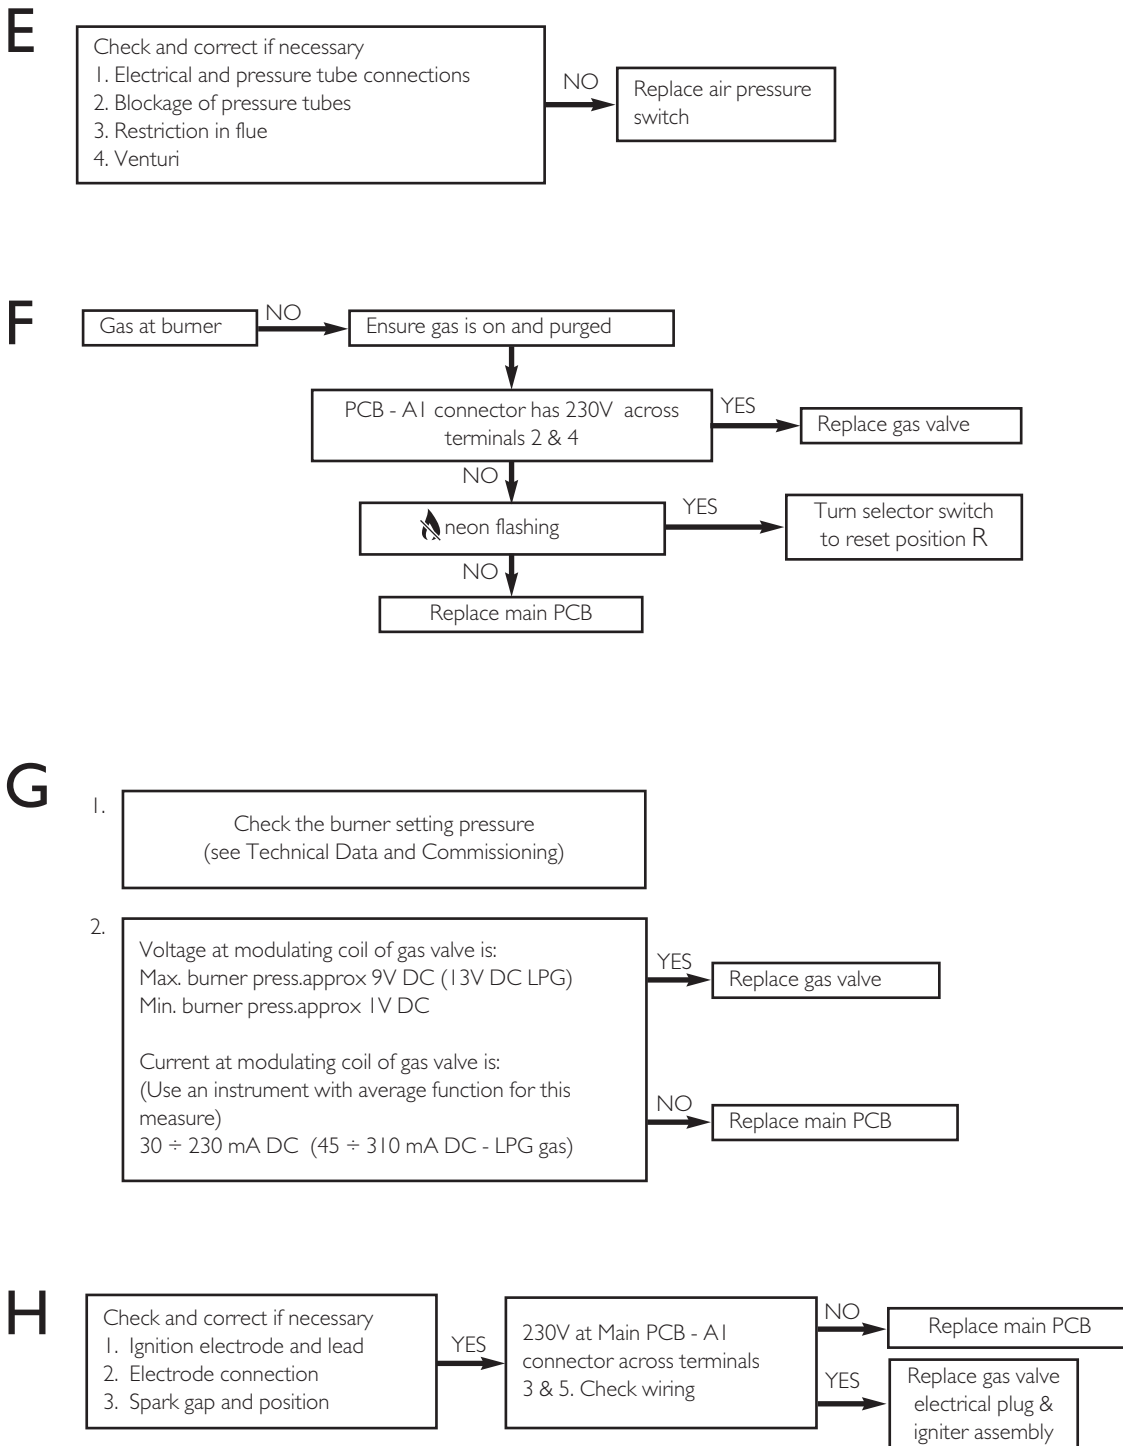 E
Check and correct if necessary
1. Electrical and pressure tube connections
2. Blockage of pressure tubes
3. Restriction in flue
4. Venturi
NO
Replace air pressure
switch
F
Gas at burner
NO
Ensure gas is on and purged
PCB - A1 connector has 230V across
terminals 2 & 4
YES
Replace gas valve
NO
neon flashing
YES
Turn selector switch
to reset position R
NO
Replace main PCB
G
1.
Check the burner setting pressure
(see Technical Data and Commissioning)
2.
Voltage at modulating coil of gas valve is:
Max. burner press.approx 9V DC (13V DC LPG)
Min. burner press.approx 1V DC
YES
Replace gas valve
Current at modulating coil of gas valve is:
(Use an instrument with average function for this
measure)
30 ÷ 230 mA DC (45 ÷ 310 mA DC - LPG gas)
NO
Replace main PCB
H
Check and correct if necessary
1. Ignition electrode and lead
2. Electrode connection
3. Spark gap and position
YES
230V at Main PCB - A1
connector across terminals
3 & 5. Check wiring
NO
Replace main PCB
YES
Replace gas valve
electrical plug &
igniter assembly